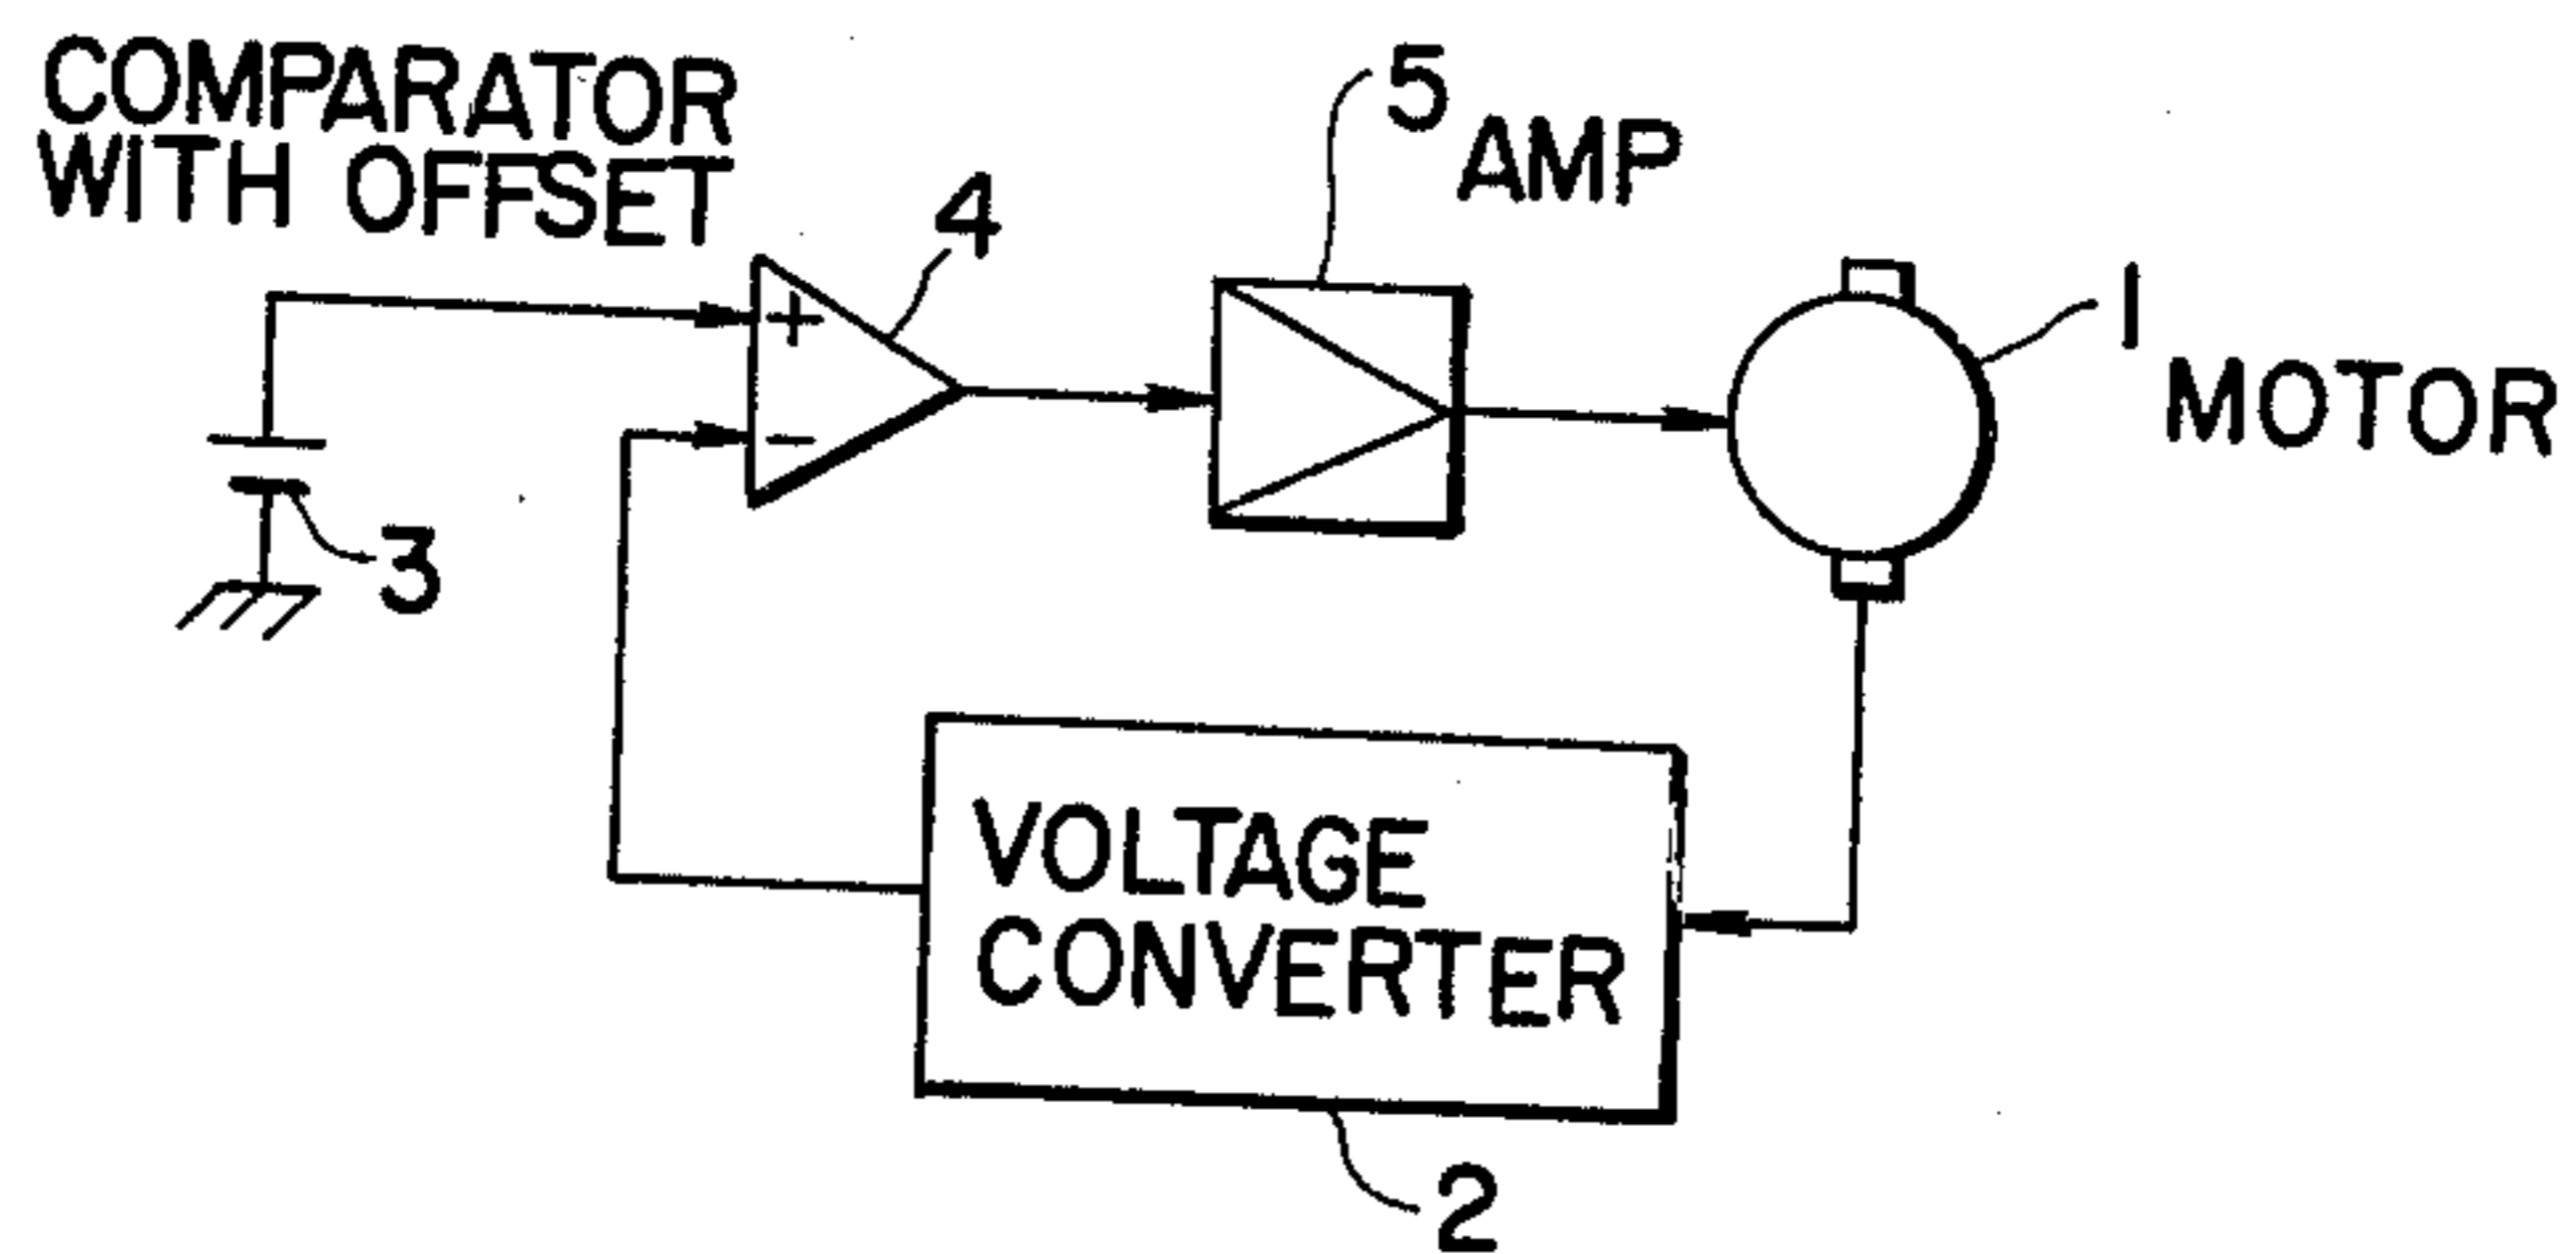 COMPARATOR
WITH OFFSET
4
5
AMP
1
MOTOR
+
−
3
VOLTAGE
CONVERTER
2